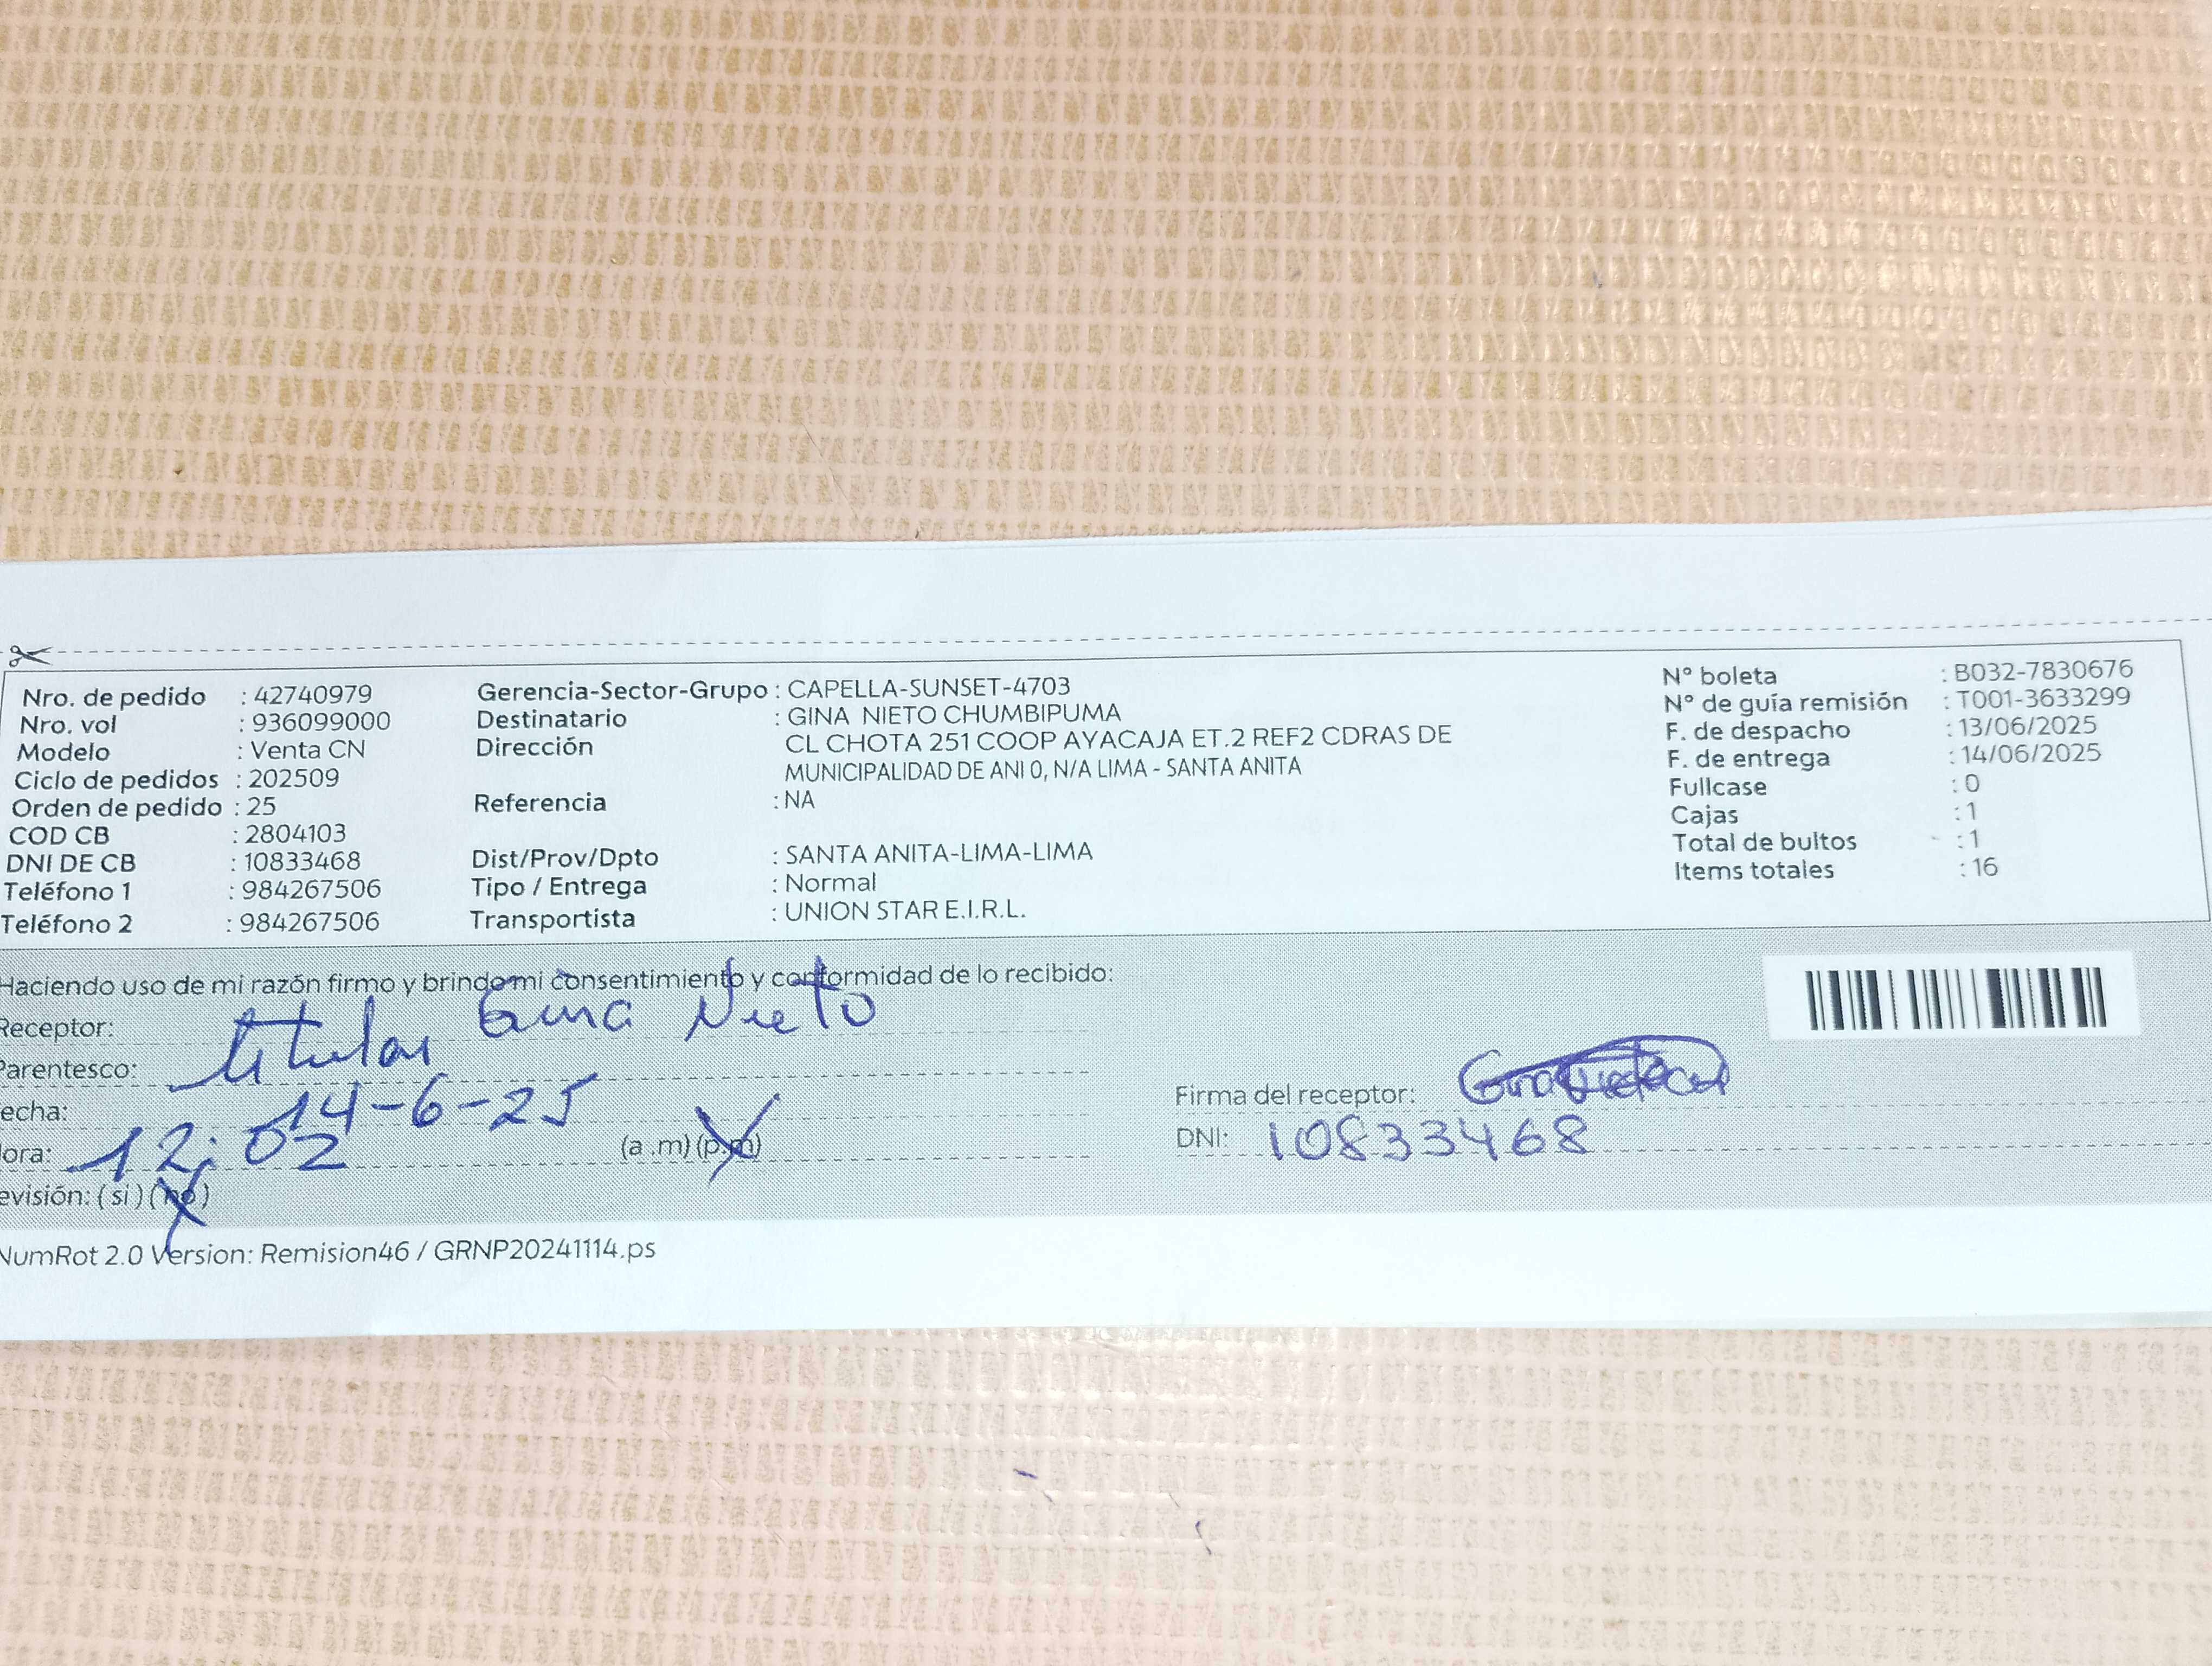 Nro. de pedido : 42740979 Gerencia-Sector-Grupo : CAPELLA-SUNSET-4703 N° boleta : B032-7830676
Nro. vol : 936099000 Destinatario : GINA NIETO CHUMBIPUMA N° de guía remisión : T001-3633299
Modelo : Venta CN Dirección CL CHOTA 251 COOP AYACAJA ET.2 REF2 CDRAS DE F. de despacho : 13/06/2025
Ciclo de pedidos : 202509 MUNICIPALIDAD DE ANI 0, N/A LIMA - SANTA ANITA F. de entrega : 14/06/2025
Orden de pedido : 25 Referencia : NA Fullcase : 0
COD CB : 2804103 Cajas : 1
DNI DE CB : 10833468 Dist/Prov/Dpto : SANTA ANITA-LIMA-LIMA Total de bultos : 1
Teléfono 1 : 984267506 Tipo / Entrega : Normal Items totales : 16
Teléfono 2 : 984267506 Transportista : UNION STAR E.I.R.L.
Haciendo uso de mi razón firmo y brindo mi consentimiento y conformidad de lo recibido:
Receptor: Gina Nieto
Parentesco: titular
echa: 14-6-25 Firma del receptor:
ora: 12:02 (a.m) (p.m) DNI: 10833468
evisión: (si) (no)
NumRot 2.0 Version: Remision46 / GRNP20241114.ps